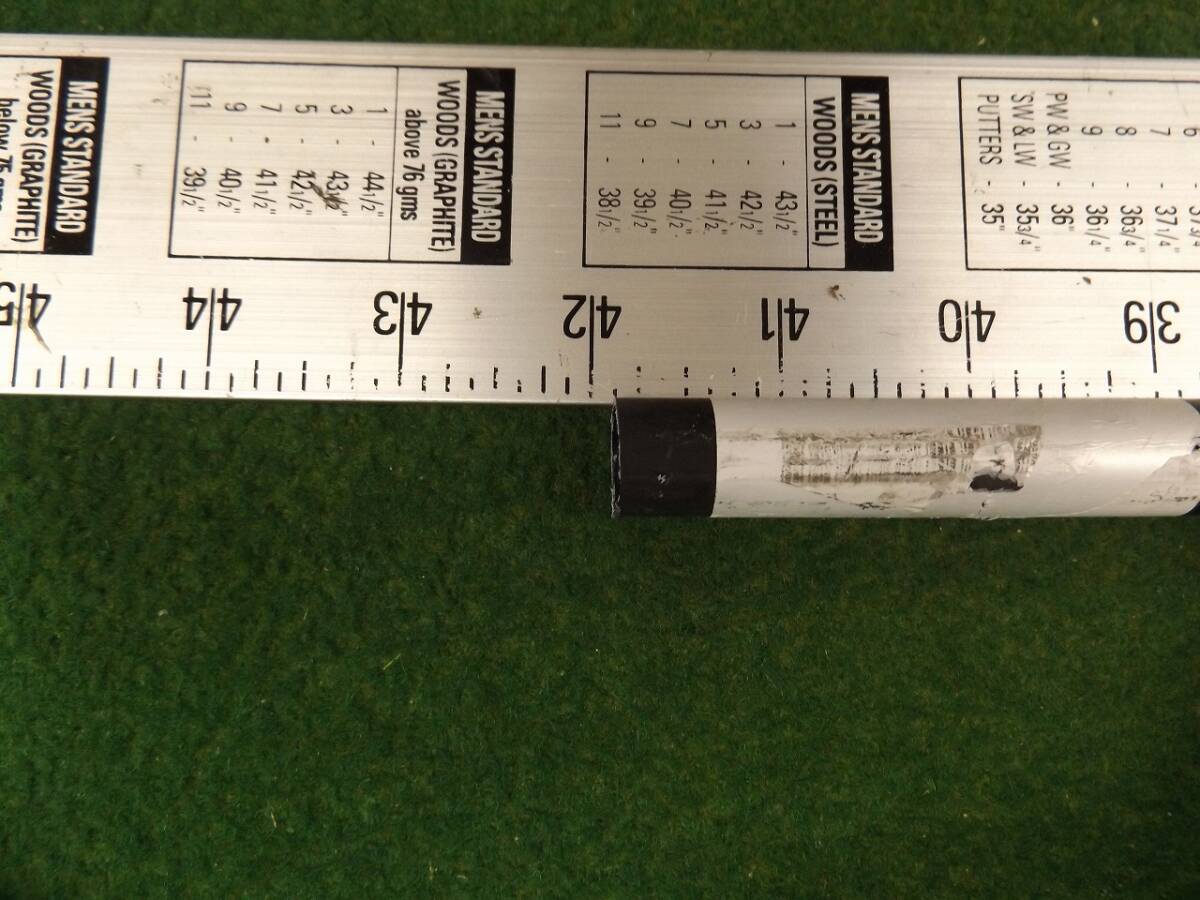 7 - 37 1/4"
8 - 36 3/4"
9 - 36 1/4"
PW & GW - 36"
SW & LW - 35 3/4"
PUTTERS - 35"
MENS STANDARD
WOODS (STEEL)
1 - 43 1/2"
3 - 42 1/2"
5 - 41 1/2"
7 - 40 1/2"
9 - 39 1/2"
11 - 38 1/2"
MENS STANDARD
WOODS (GRAPHITE)
above 76 gms
1 - 44 1/2"
3 - 43 1/2"
5 - 42 1/2"
7 - 41 1/2"
9 - 40 1/2"
11 - 39 1/2"
MENS STANDARD
WOODS (GRAPHITE)
below 76 gms
39 40 41 42 43 44 45